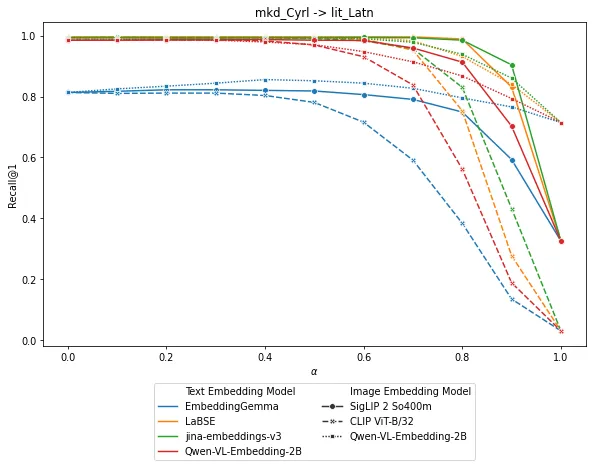 mkd_Cyrl -> lit_Latn
1.0
0.8
0.6
0.4
0.2
0.0
Recall@1
0.0 0.2 0.4 0.6 0.8 1.0
α
Text Embedding Model Image Embedding Model
EmbeddingGemma SigLIP 2 So400m
LaBSE CLIP ViT-B/32
jina-embeddings-v3 Qwen-VL-Embedding-2B
Qwen-VL-Embedding-2B